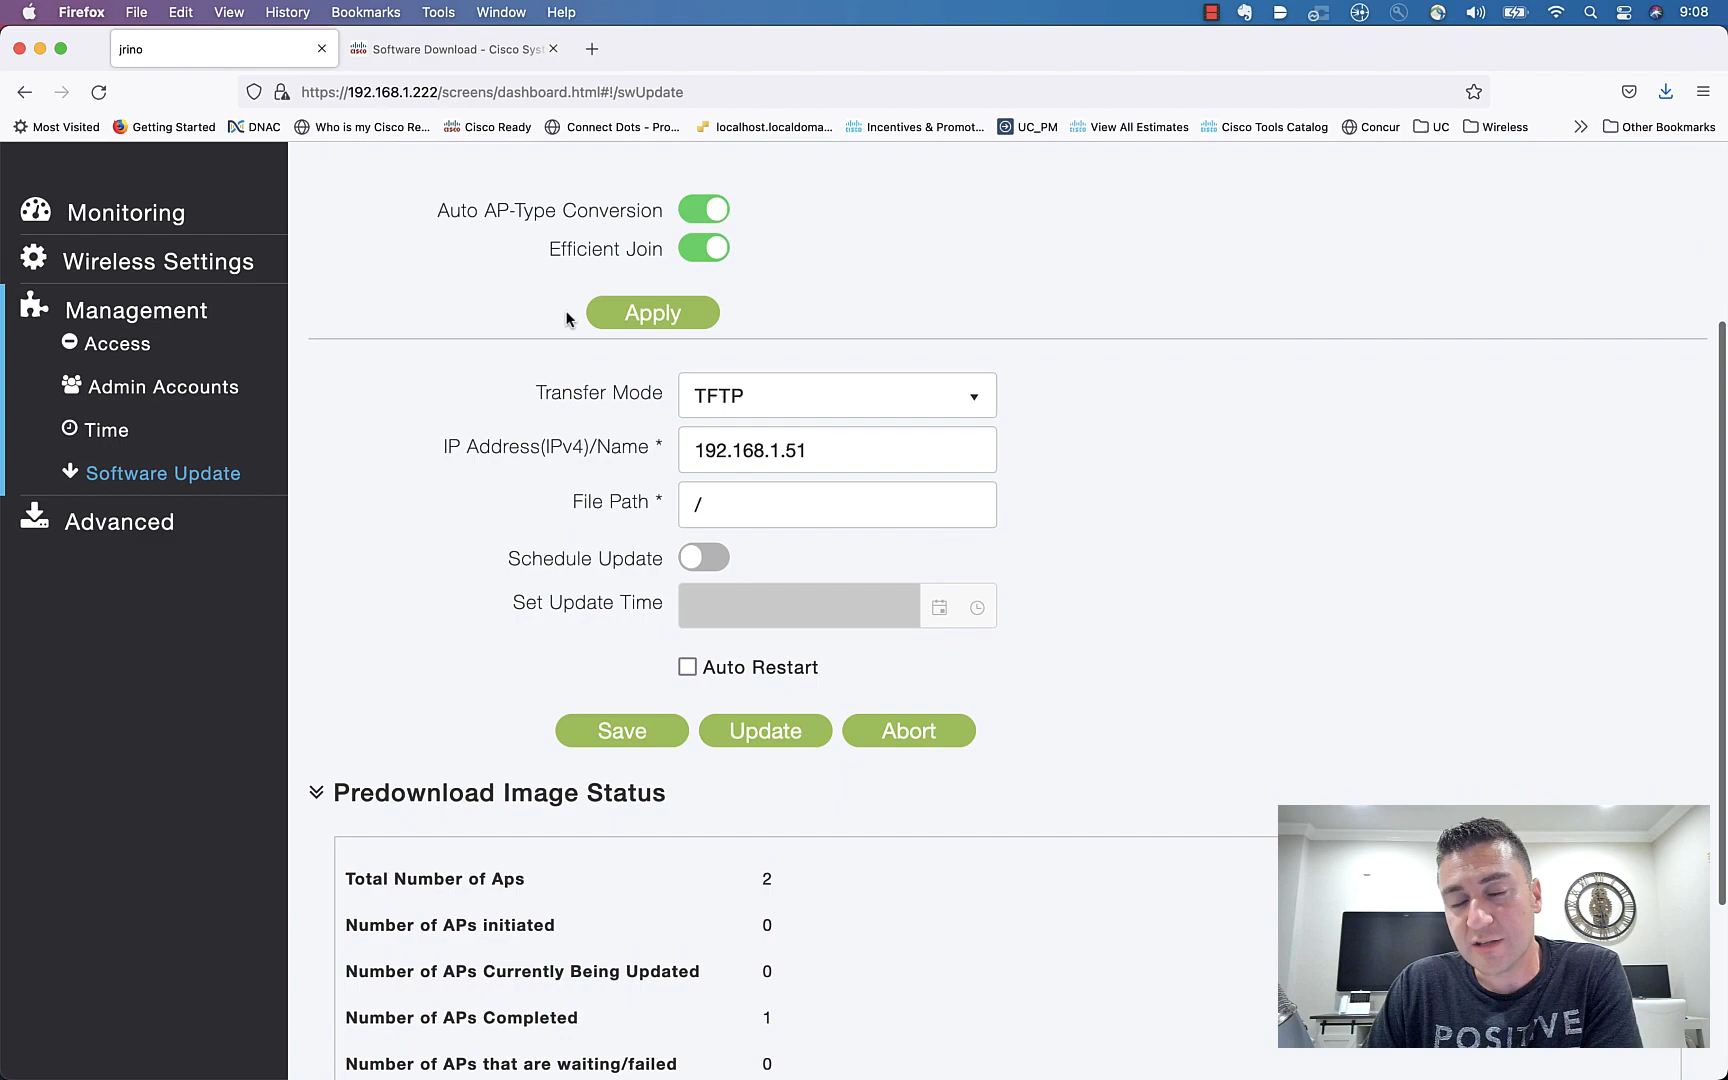 Firefox File Edit View History Bookmarks Tools Window Help 9:08
jrino Software Download - Cisco Syst
https://192.168.1.222/screens/dashboard.html#!/swUpdate
Most Visited Getting Started DNAC Who is my Cisco Re... Cisco Ready Connect Dots - Pro... localhost.localdoma... Incentives & Promot... UC_PM View All Estimates Cisco Tools Catalog Concur UC Wireless Other Bookmarks
Monitoring
Wireless Settings
Management
Access
Admin Accounts
Time
Software Update
Advanced
Auto AP-Type Conversion
Efficient Join
Apply
Transfer Mode TFTP
IP Address(IPv4)/Name * 192.168.1.51
File Path * /
Schedule Update
Set Update Time
Auto Restart
Save Update Abort
Predownload Image Status
Total Number of Aps 2
Number of APs initiated 0
Number of APs Currently Being Updated 0
Number of APs Completed 1
Number of APs that are waiting/failed 0
POSITIVE